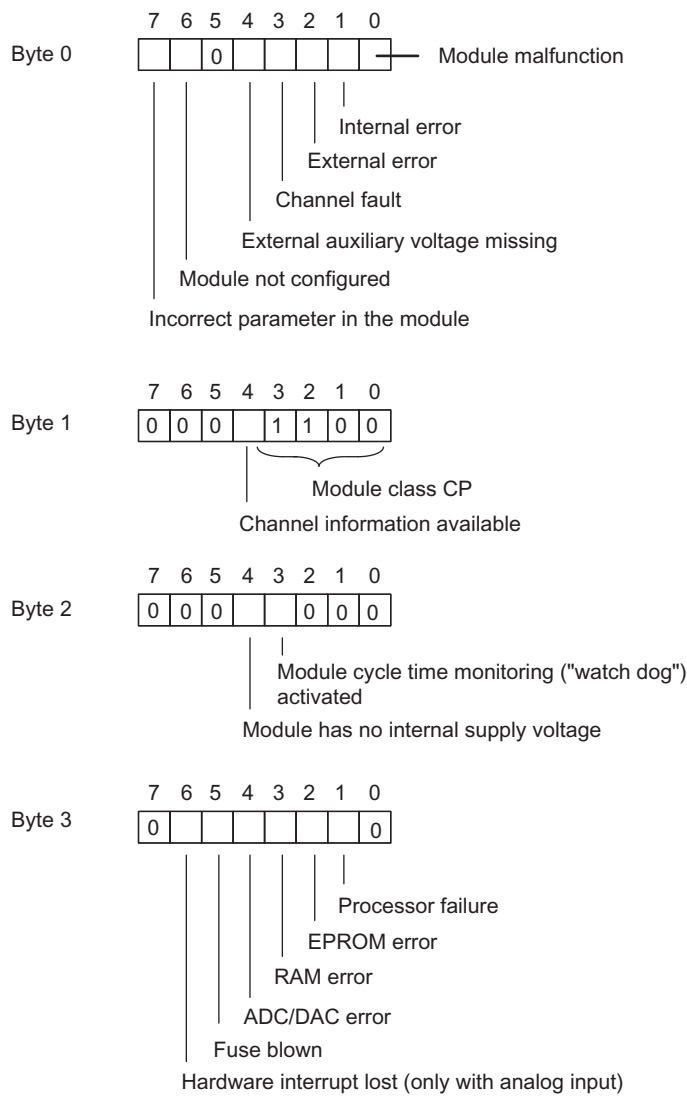 7 6 5 4 3 2 1 0
Byte 0
0
Module malfunction
Internal error
External error
Channel fault
External auxiliary voltage missing
Module not configured
Incorrect parameter in the module
7 6 5 4 3 2 1 0
Byte 1
0 0 0 1 1 0 0
Module class CP
Channel information available
7 6 5 4 3 2 1 0
Byte 2
0 0 0 0 0 0
Module cycle time monitoring ("watch dog")
activated
Module has no internal supply voltage
7 6 5 4 3 2 1 0
Byte 3
0 0
Processor failure
EPROM error
RAM error
ADC/DAC error
Fuse blown
Hardware interrupt lost (only with analog input)